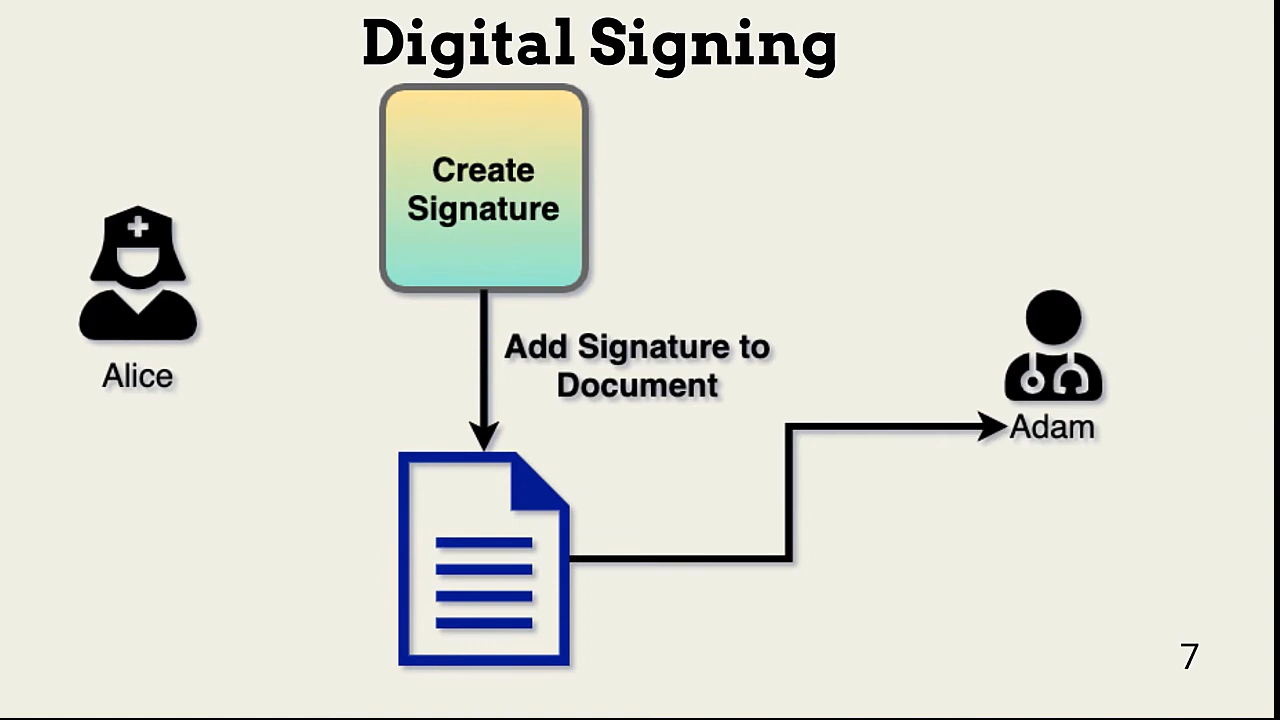 Digital Signing
Create
Signature
Alice
Add Signature to
Document
Adam
7